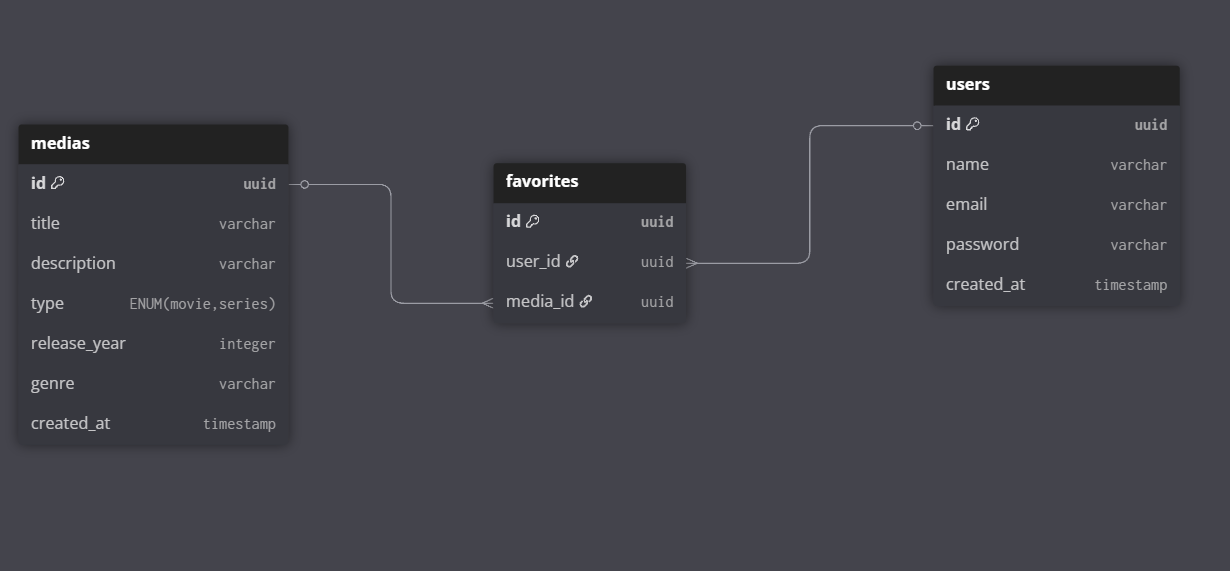 medias
id uuid
title varchar
description varchar
type ENUM(movie,series)
release_year integer
genre varchar
created_at timestamp
favorites
id uuid
user_id uuid
media_id uuid
users
id uuid
name varchar
email varchar
password varchar
created_at timestamp